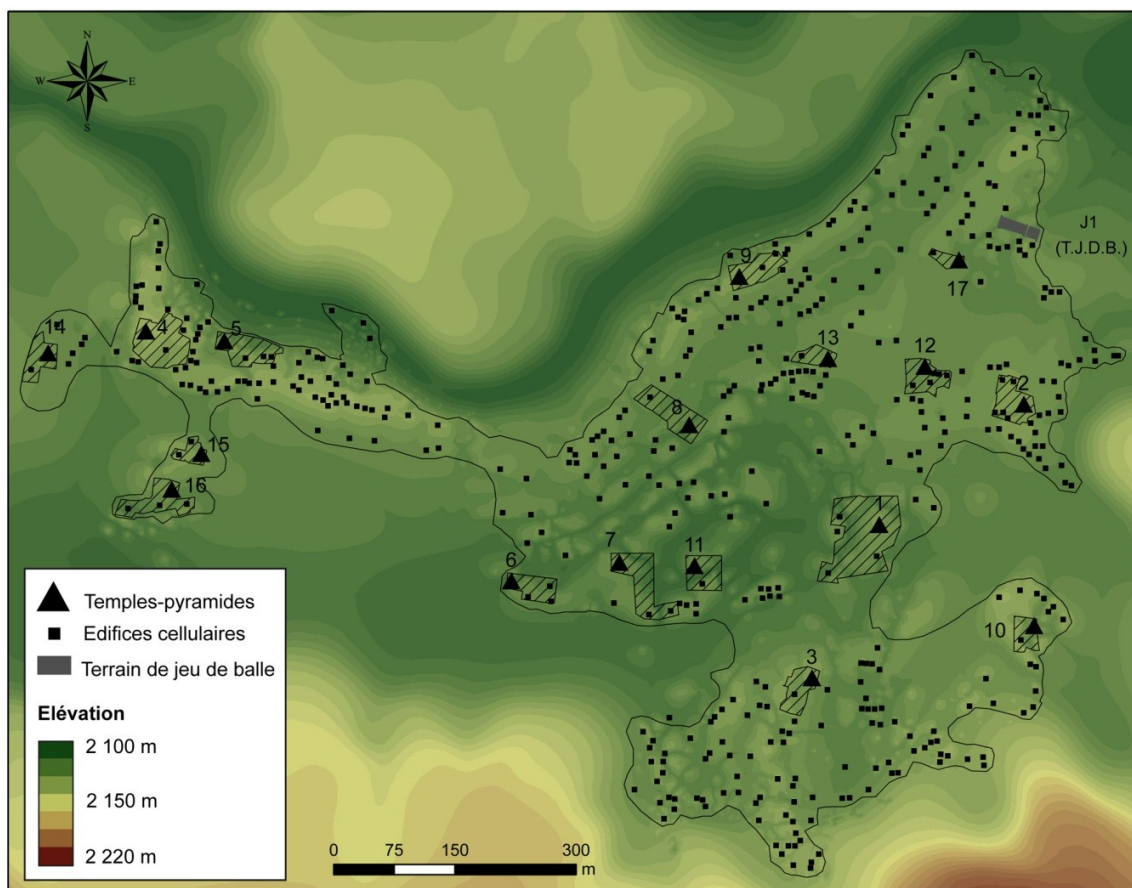 N
W E
S
J1
(T.J.D.B.)
9
17
14
4
5
13
12
2
8
15
16
1
7
11
6
10
3
Temples-pyramides
Edifices cellulaires
Terrain de jeu de balle
Elévation
2 100 m
2 150 m
2 220 m
0 75 150 300
m